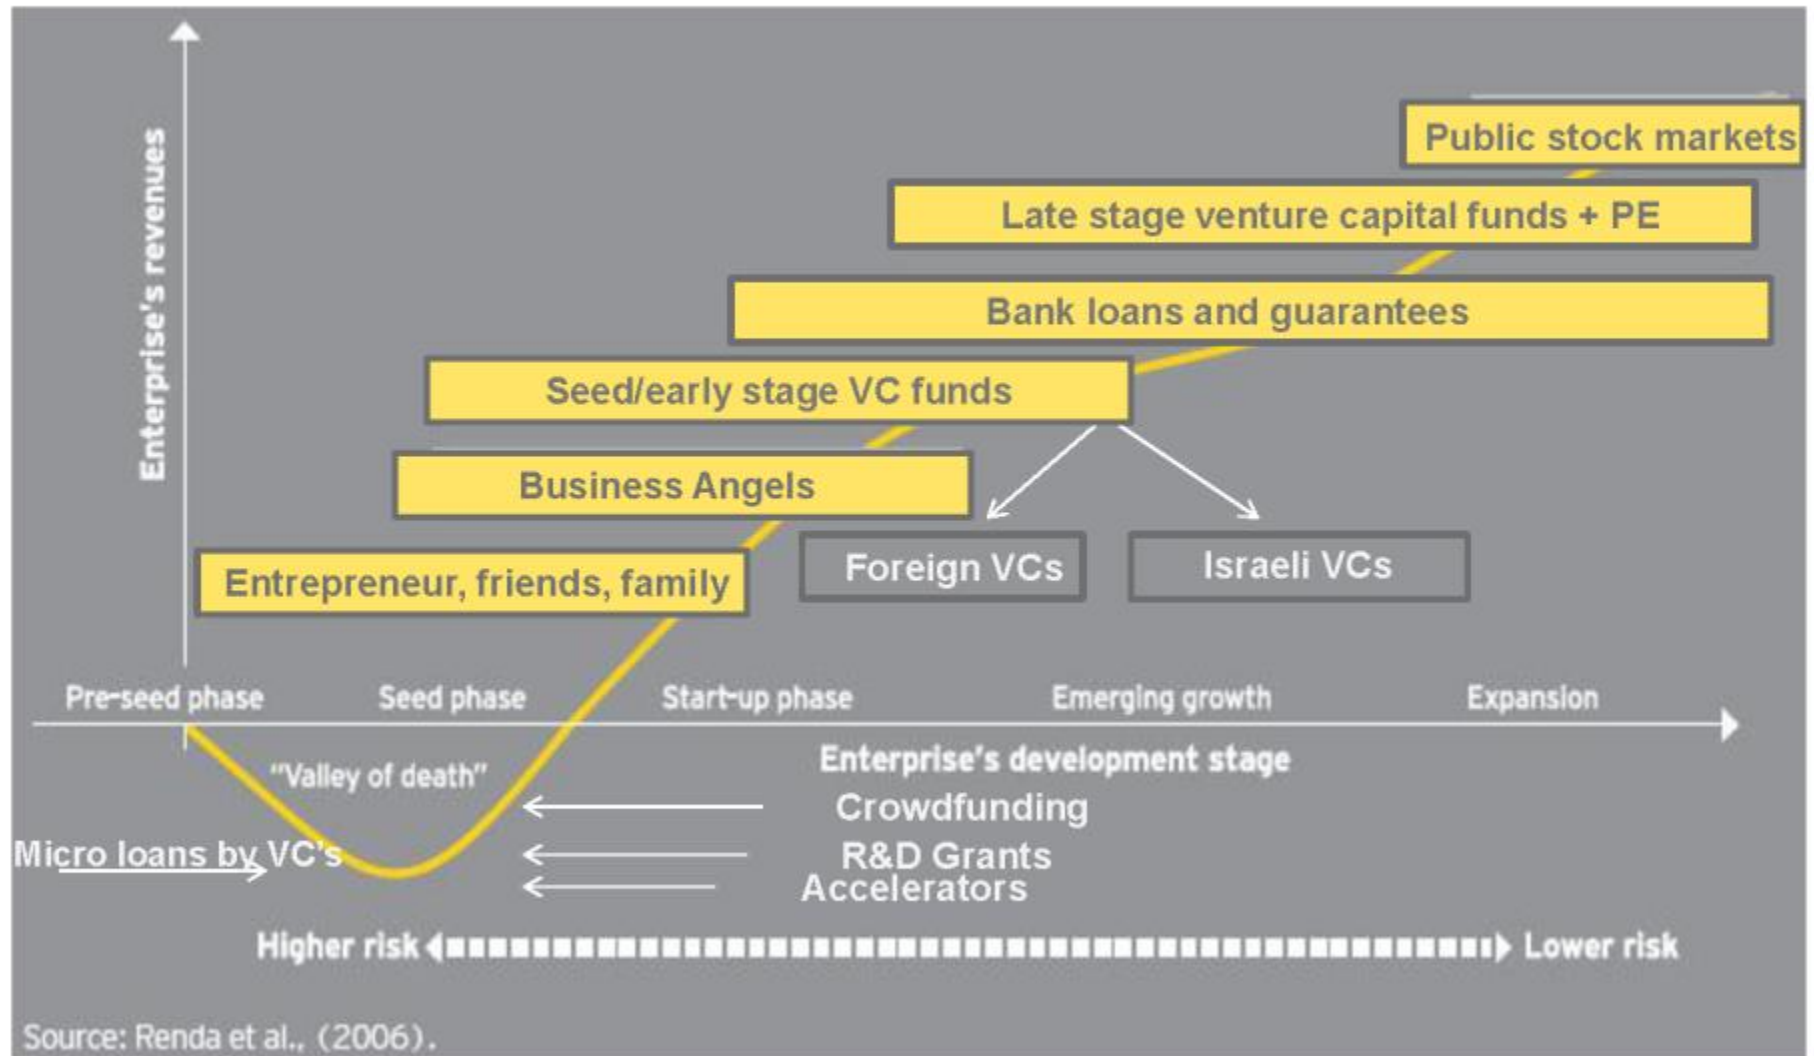 Enterprise's revenues
Public stock markets
Late stage venture capital funds + PE
Bank loans and guarantees
Seed/early stage VC funds
Business Angels
Foreign VCs
Israeli VCs
Entrepreneur, friends, family
Pre-seed phase
Seed phase
Start-up phase
Emerging growth
Expansion
"Valley of death"
Enterprise's development stage
Crowdfunding
Micro loans by VC's
R&D Grants
Accelerators
Higher risk
Lower risk
Source: Renda et al., (2006).